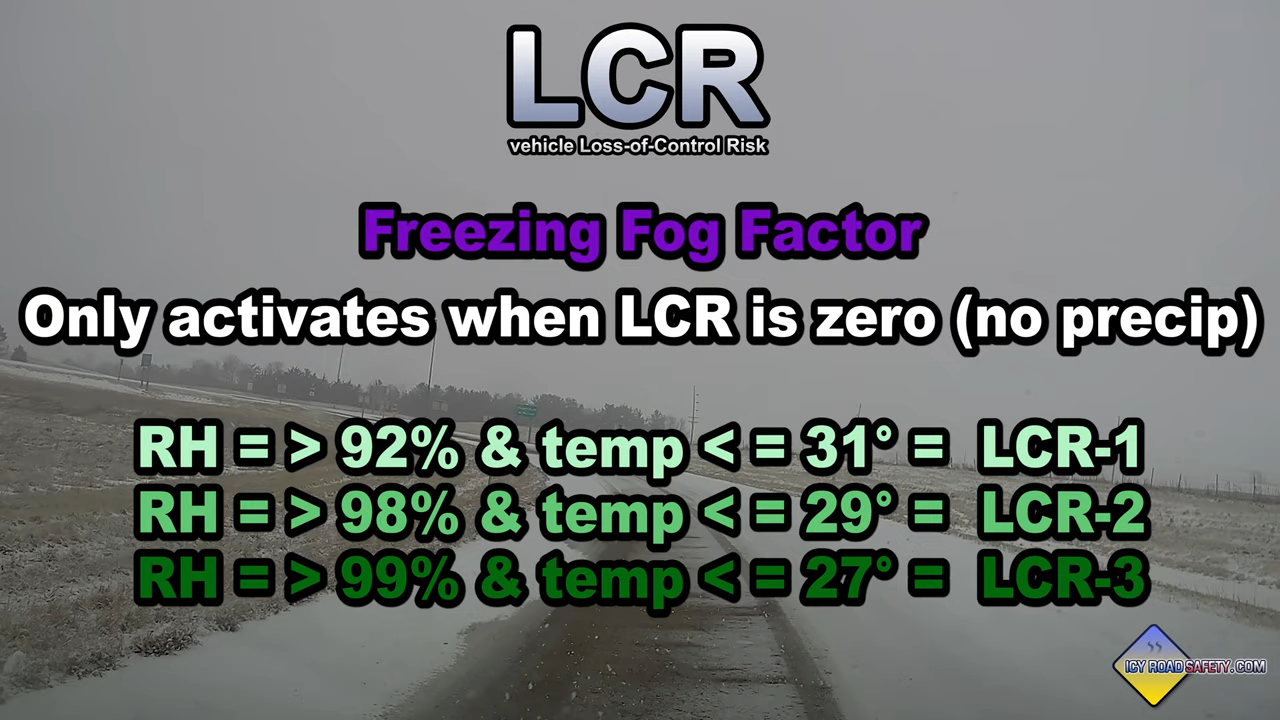 LCR
vehicle Loss-of-Control Risk
Freezing Fog Factor
Only activates when LCR is zero (no precip)
RH = > 92% & temp < = 31° = LCR-1
RH = > 98% & temp < = 29° = LCR-2
RH = > 99% & temp < = 27° = LCR-3
ICY ROAD SAFETY.COM